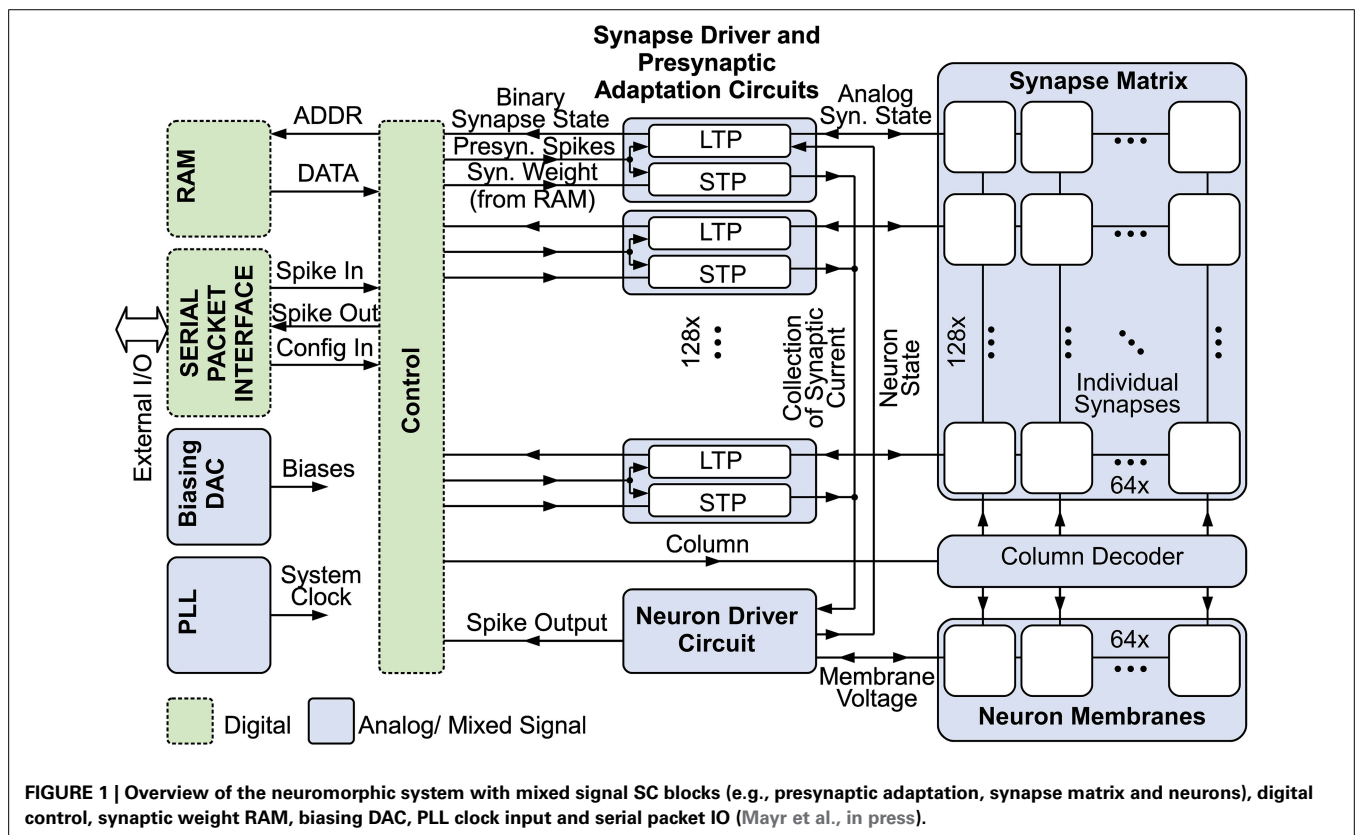 Synapse Driver and
Presynaptic
Adaptation Circuits
Synapse Matrix
Binary
Synapse State
Analog
Syn. State
ADDR
RAM
DATA
Presyn. Spikes
Syn. Weight
(from RAM)
LTP
STP
LTP
STP
SERIAL
PACKET
INTERFACE
Spike In
Spike Out
Config In
External I/O
Control
128x
Collection
of Synaptic
Current
Neuron
State
128x
Individual
Synapses
64x
LTP
STP
Biasing
DAC
Biases
Column
Column Decoder
PLL
System
Clock
Spike Output
Neuron Driver
Circuit
Membrane
Voltage
64x
Neuron Membranes
Digital
Analog/ Mixed Signal
FIGURE 1 | Overview of the neuromorphic system with mixed signal SC blocks (e.g., presynaptic adaptation, synapse matrix and neurons), digital
control, synaptic weight RAM, biasing DAC, PLL clock input and serial packet IO (Mayr et al., in press).